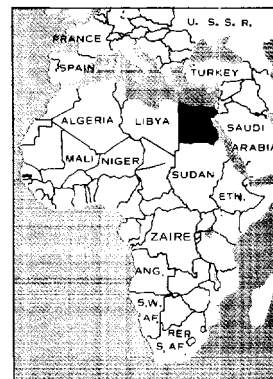 U. S. S. R.
FRANCE
SPAIN
TURKEY
ALGERIA
LIBYA
SAUDI
ARABIA
MALI
NIGER
SUDAN
ETH.
ZAIRE
ANG.
S.W.
AF.
REP.
S. AF.